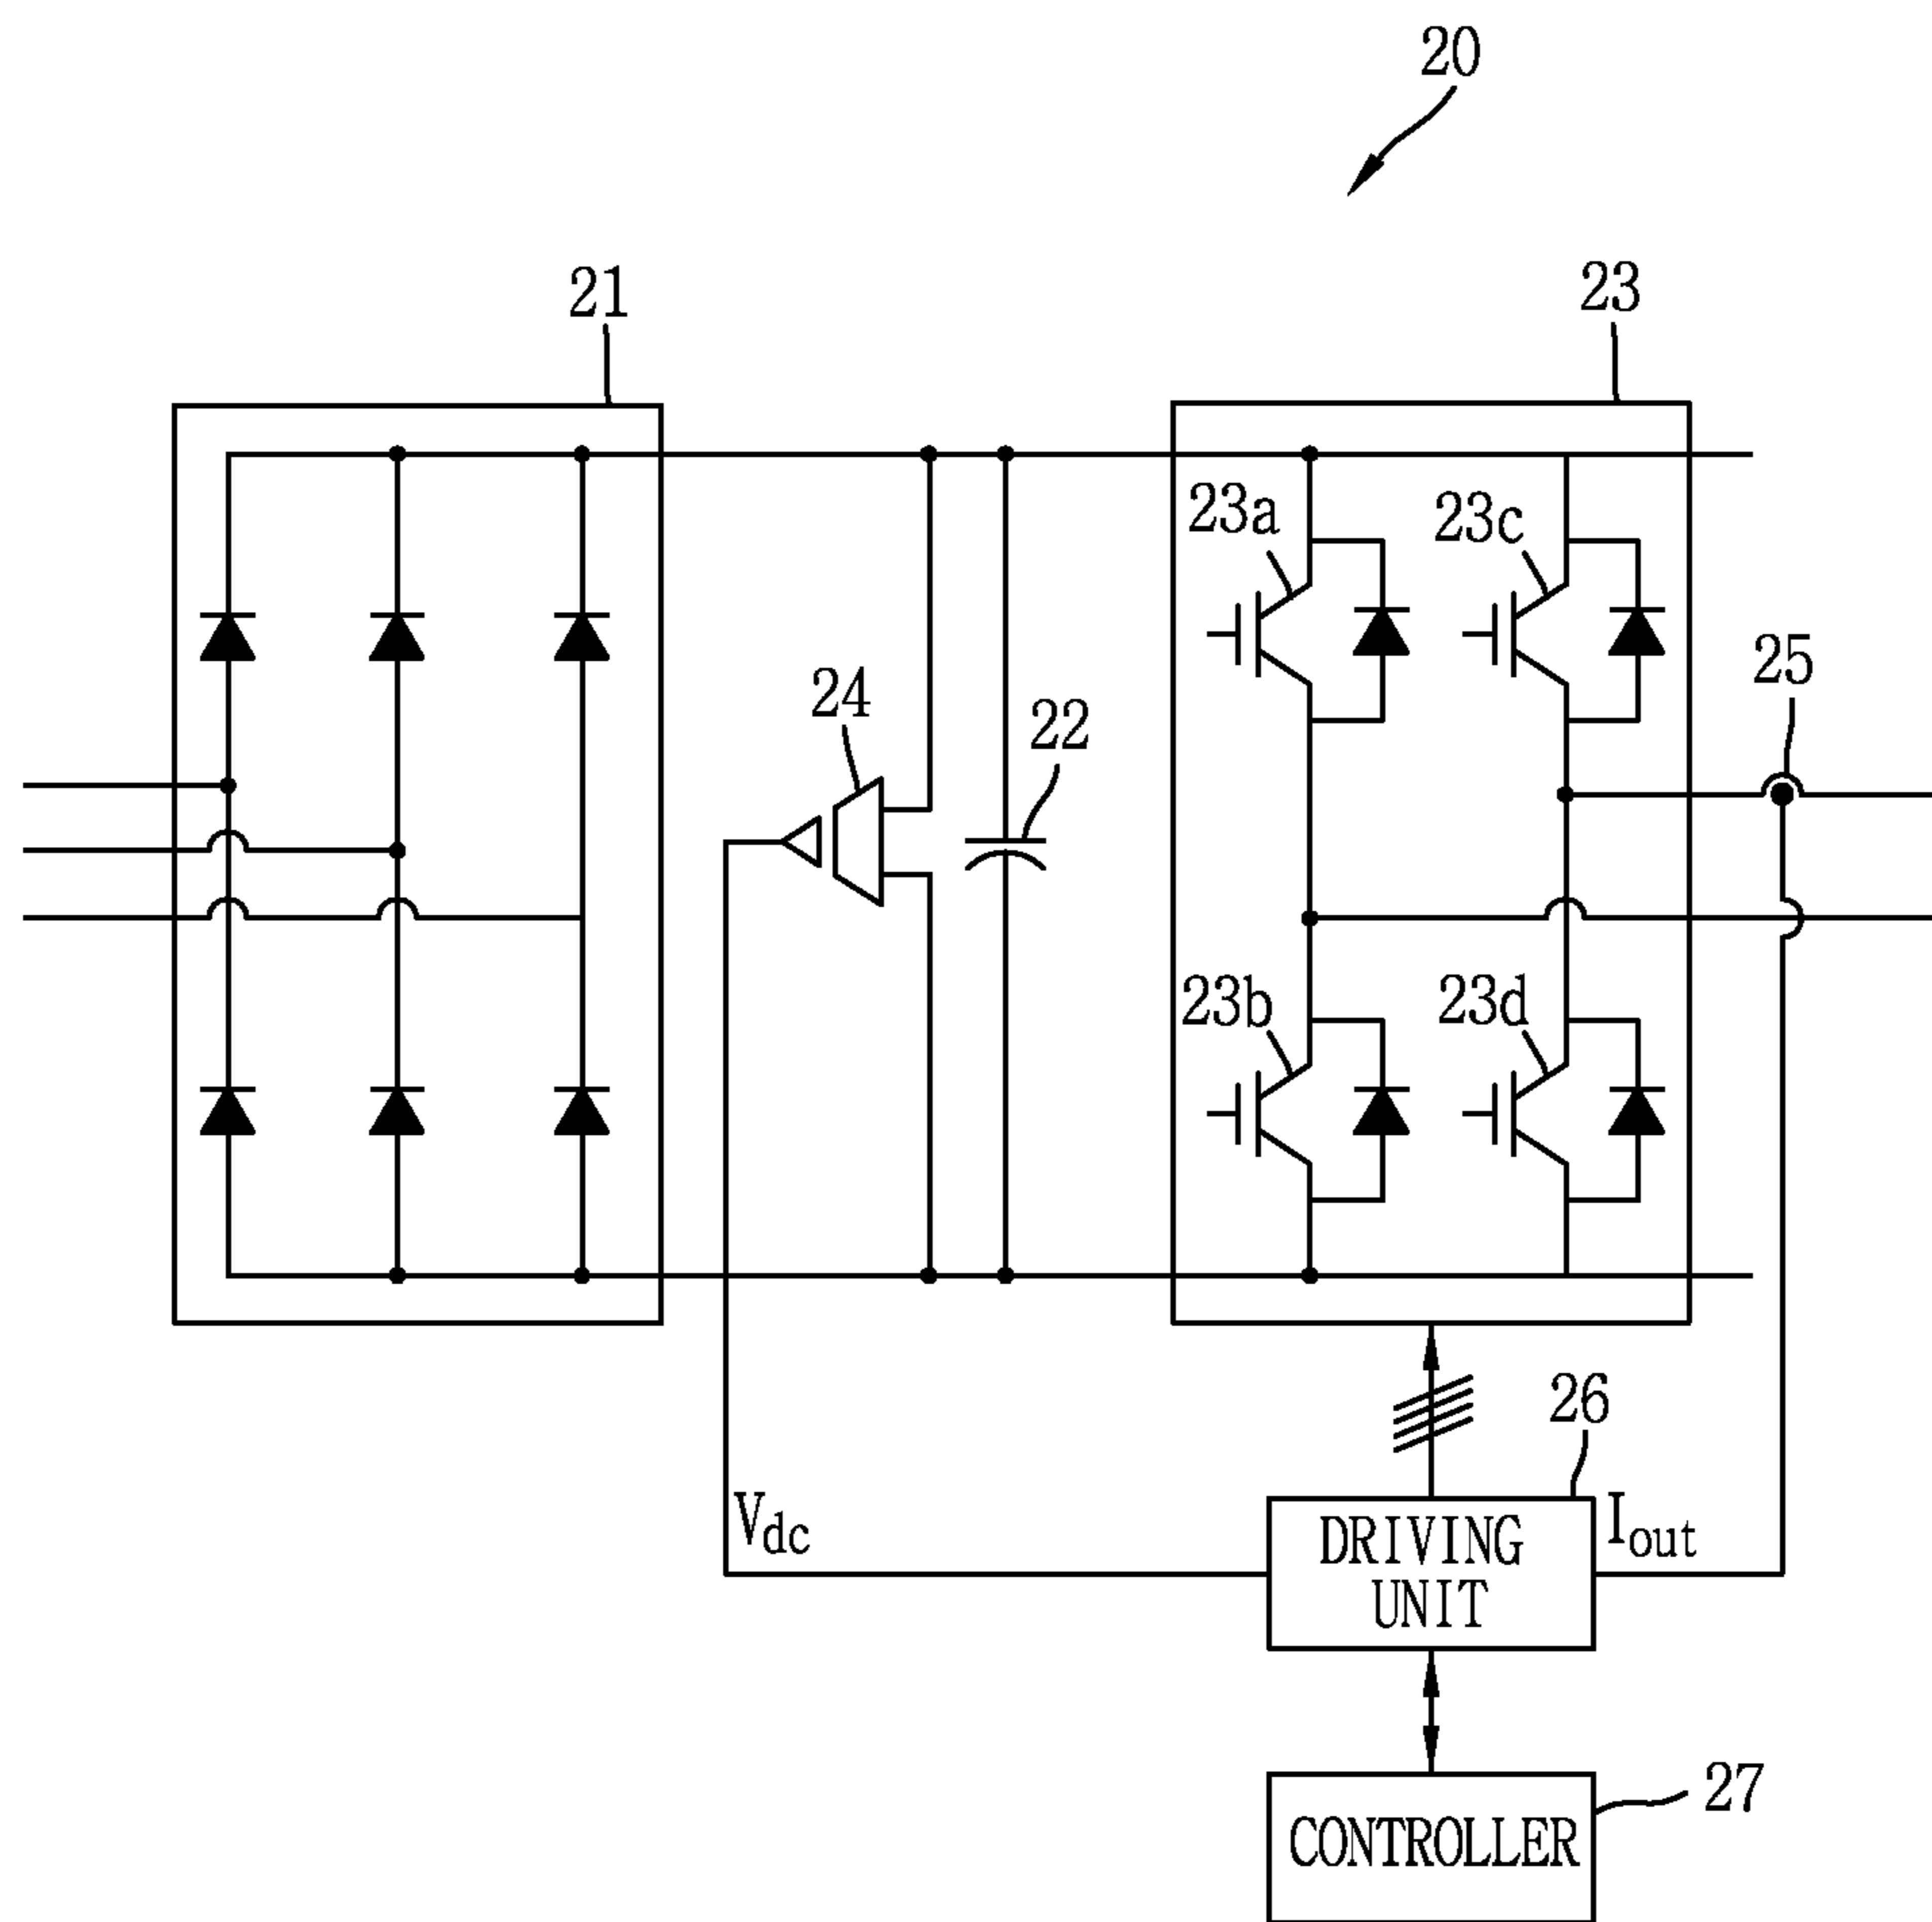 20
21
23
23a
23c
25
24
22
23b
23d
26
Vdc
DRIVING
UNIT
Iout
27
CONTROLLER